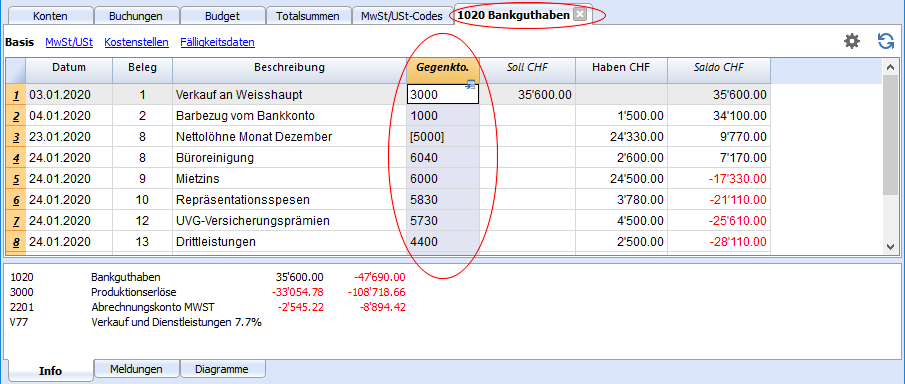 Konten Buchungen Budget Totalsummen MwSt/USt-Codes 1020 Bankguthaben
Basis MwSt/USt Kostenstellen Fälligkeitsdaten
Datum Beleg Beschreibung Gegenkto. Soll CHF Haben CHF Saldo CHF
1 03.01.2020 1 Verkauf an Weisshaupt 3000 35'600.00 35'600.00
2 04.01.2020 2 Barbezug vom Bankkonto 1000 1'500.00 34'100.00
3 23.01.2020 8 Nettolöhne Monat Dezember [5000] 24'330.00 9'770.00
4 24.01.2020 8 Büroreinigung 6040 2'600.00 7'170.00
5 24.01.2020 9 Mietzins 6000 24'500.00 -17'330.00
6 24.01.2020 10 Repräsentationsspesen 5830 3'780.00 -21'110.00
7 24.01.2020 12 UVG-Versicherungsprämien 5730 4'500.00 -25'610.00
8 24.01.2020 13 Drittleistungen 4400 2'500.00 -28'110.00
1020 Bankguthaben 35'600.00 -47'690.00
3000 Produktionserlöse -33'054.78 -108'718.66
2201 Abrechnungskonto MWST -2'545.22 -8'894.42
V77 Verkauf und Dienstleistungen 7.7%
Info Meldungen Diagramme